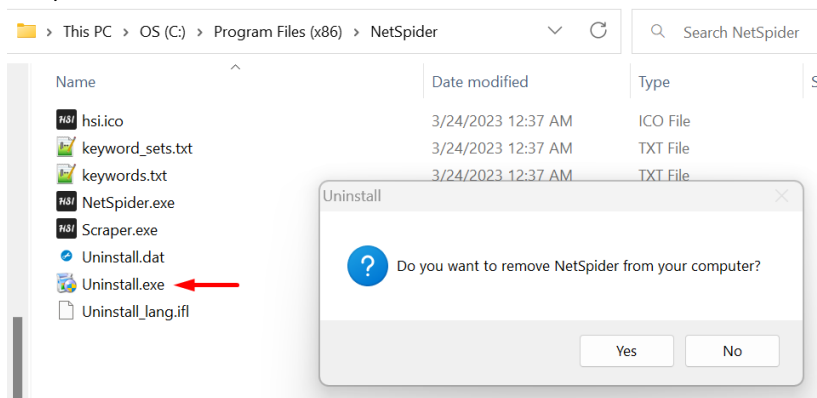 This PC > OS (C:) > Program Files (x86) > NetSpider
Search NetSpider
Name Date modified Type S
HSI hsi.ico 3/24/2023 12:37 AM ICO File
keyword_sets.txt 3/24/2023 12:37 AM TXT File
keywords.txt 3/24/2023 12:37 AM TXT File
HSI NetSpider.exe
HSI Scraper.exe
Uninstall.dat
Uninstall.exe
Uninstall_lang.ifl
Uninstall
Do you want to remove NetSpider from your computer?
Yes No